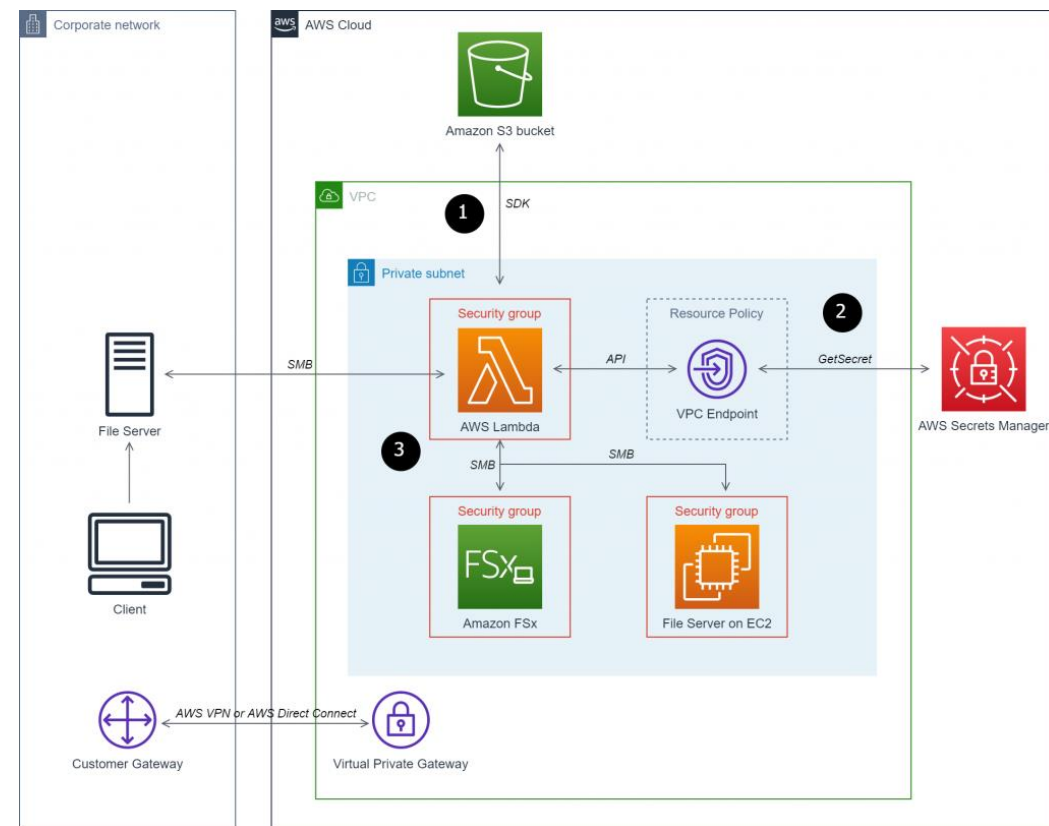 Corporate network
aws
AWS Cloud
Amazon S3 bucket
VPC
1
SDK
Private subnet
Security group
Resource Policy
2
SMB
API
GetSecret
File Server
AWS Lambda
VPC Endpoint
AWS Secrets Manager
3
SMB
SMB
Security group
Security group
FSx
Client
Amazon FSx
File Server on EC2
AWS VPN or AWS Direct Connect
Customer Gateway
Virtual Private Gateway